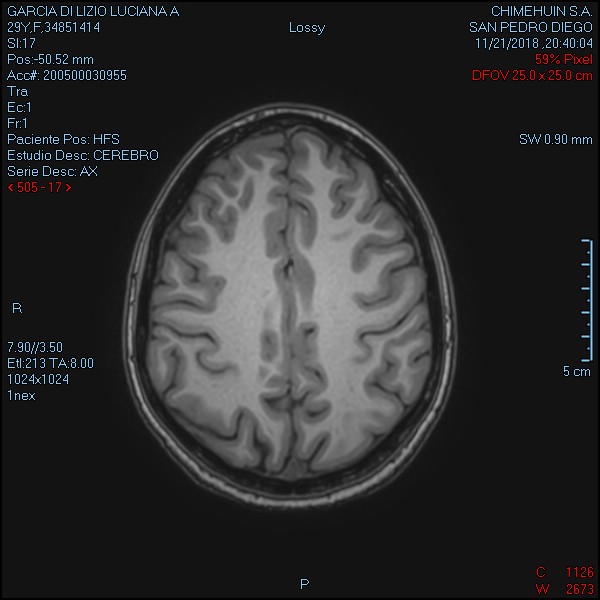 GARCIA DI LIZIO LUCIANA A
29Y,F,34851414
Sl:17
Pos:-50.52 mm
Acc#: 200500030955
Tra
Ec:1
Fr:1
Paciente Pos: HFS
Estudio Desc: CEREBRO
Serie Desc: AX
< 505 - 17 >
Lossy
CHIMEHUIN S.A.
SAN PEDRO DIEGO
11/21/2018 ,20:40:04
59% Pixel
DFOV 25.0 x 25.0 cm
SW 0.90 mm
R
7.90//3.50
Etl:213 TA:8.00
1024x1024
1nex
5 cm
P
C 1126
W 2673